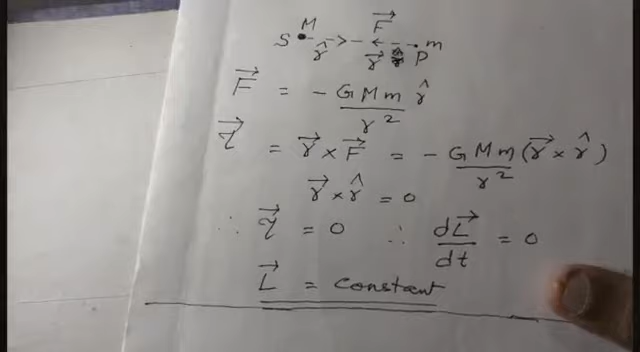 M F⃗
S r̂ r⃗ P m
F⃗ = - GMm/r² r̂
τ⃗ = r⃗ × F⃗ = - GMm/r² (r⃗ × r̂)
r⃗ × r̂ = 0
∴ τ⃗ = 0 ∴ dL⃗/dt = 0
L⃗ = constant